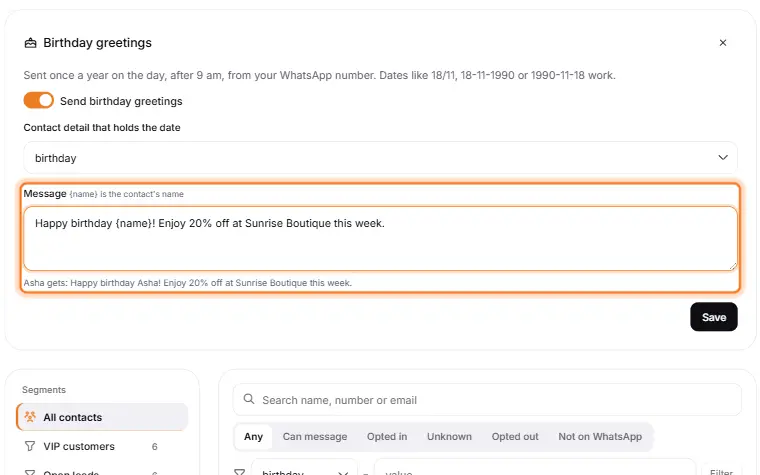 Birthday greetings
Sent once a year on the day, after 9 am, from your WhatsApp number. Dates like 18/11, 18-11-1990 or 1990-11-18 work.
Send birthday greetings
Contact detail that holds the date
birthday
Message {name} is the contact's name
Happy birthday {name}! Enjoy 20% off at Sunrise Boutique this week.
Asha gets: Happy birthday Asha! Enjoy 20% off at Sunrise Boutique this week.
Save
Segments
All contacts
VIP customers 6
Open leads 6
Search name, number or email
Any Can message Opted in Unknown Opted out Not on WhatsApp
birthday = value Filter